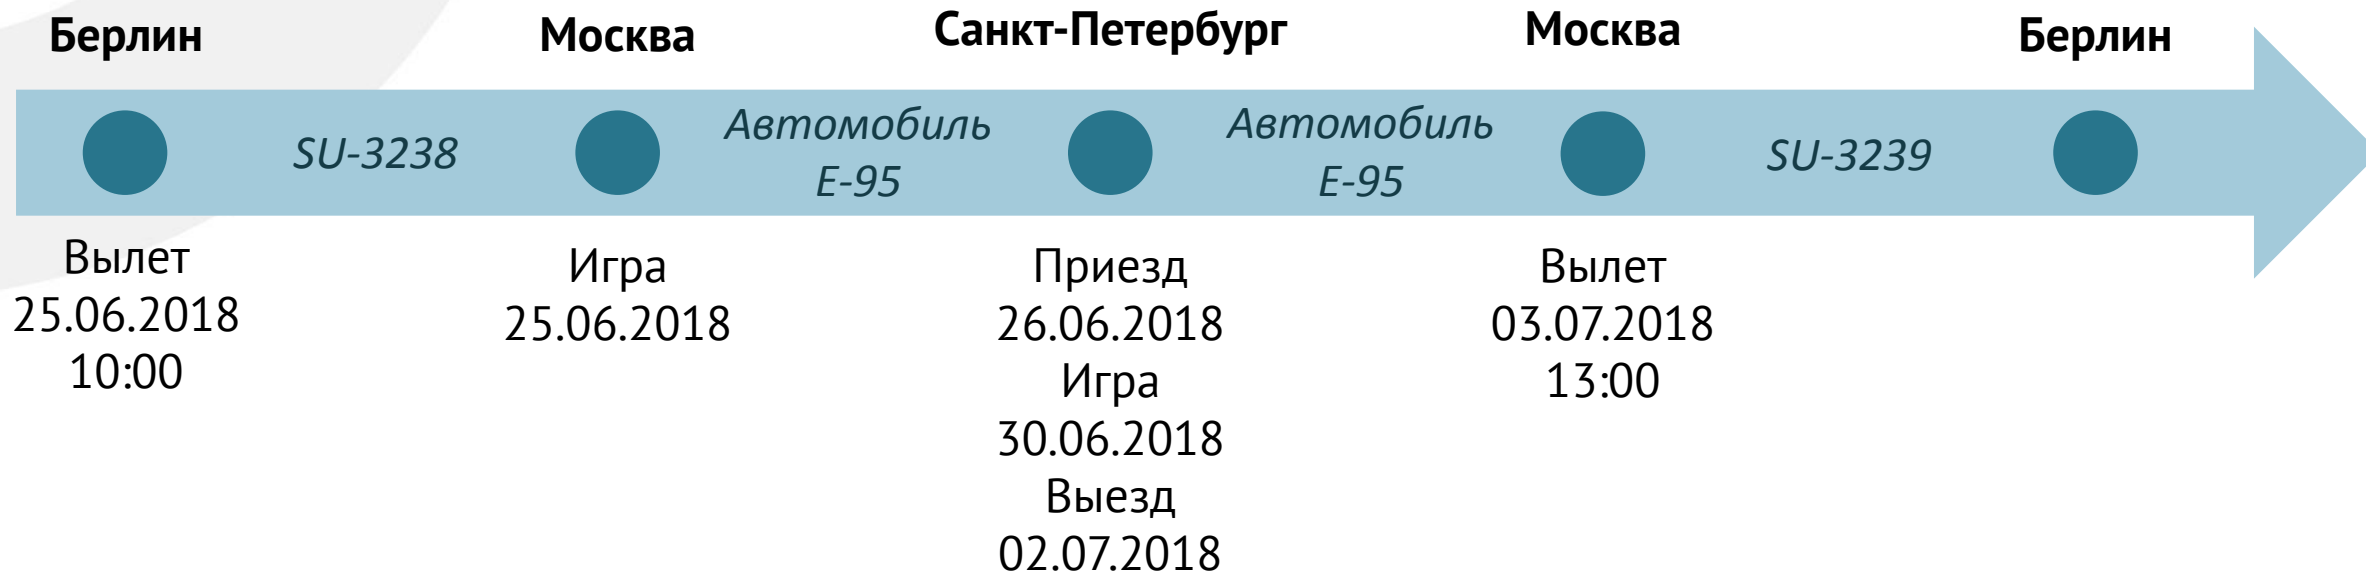 Берлин
Москва
Санкт-Петербург
Москва
Берлин
SU-3238
Автомобиль
Е-95
Автомобиль
Е-95
SU-3239
Вылет
25.06.2018
10:00
Игра
25.06.2018
Приезд
26.06.2018
Игра
30.06.2018
Выезд
02.07.2018
Вылет
03.07.2018
13:00